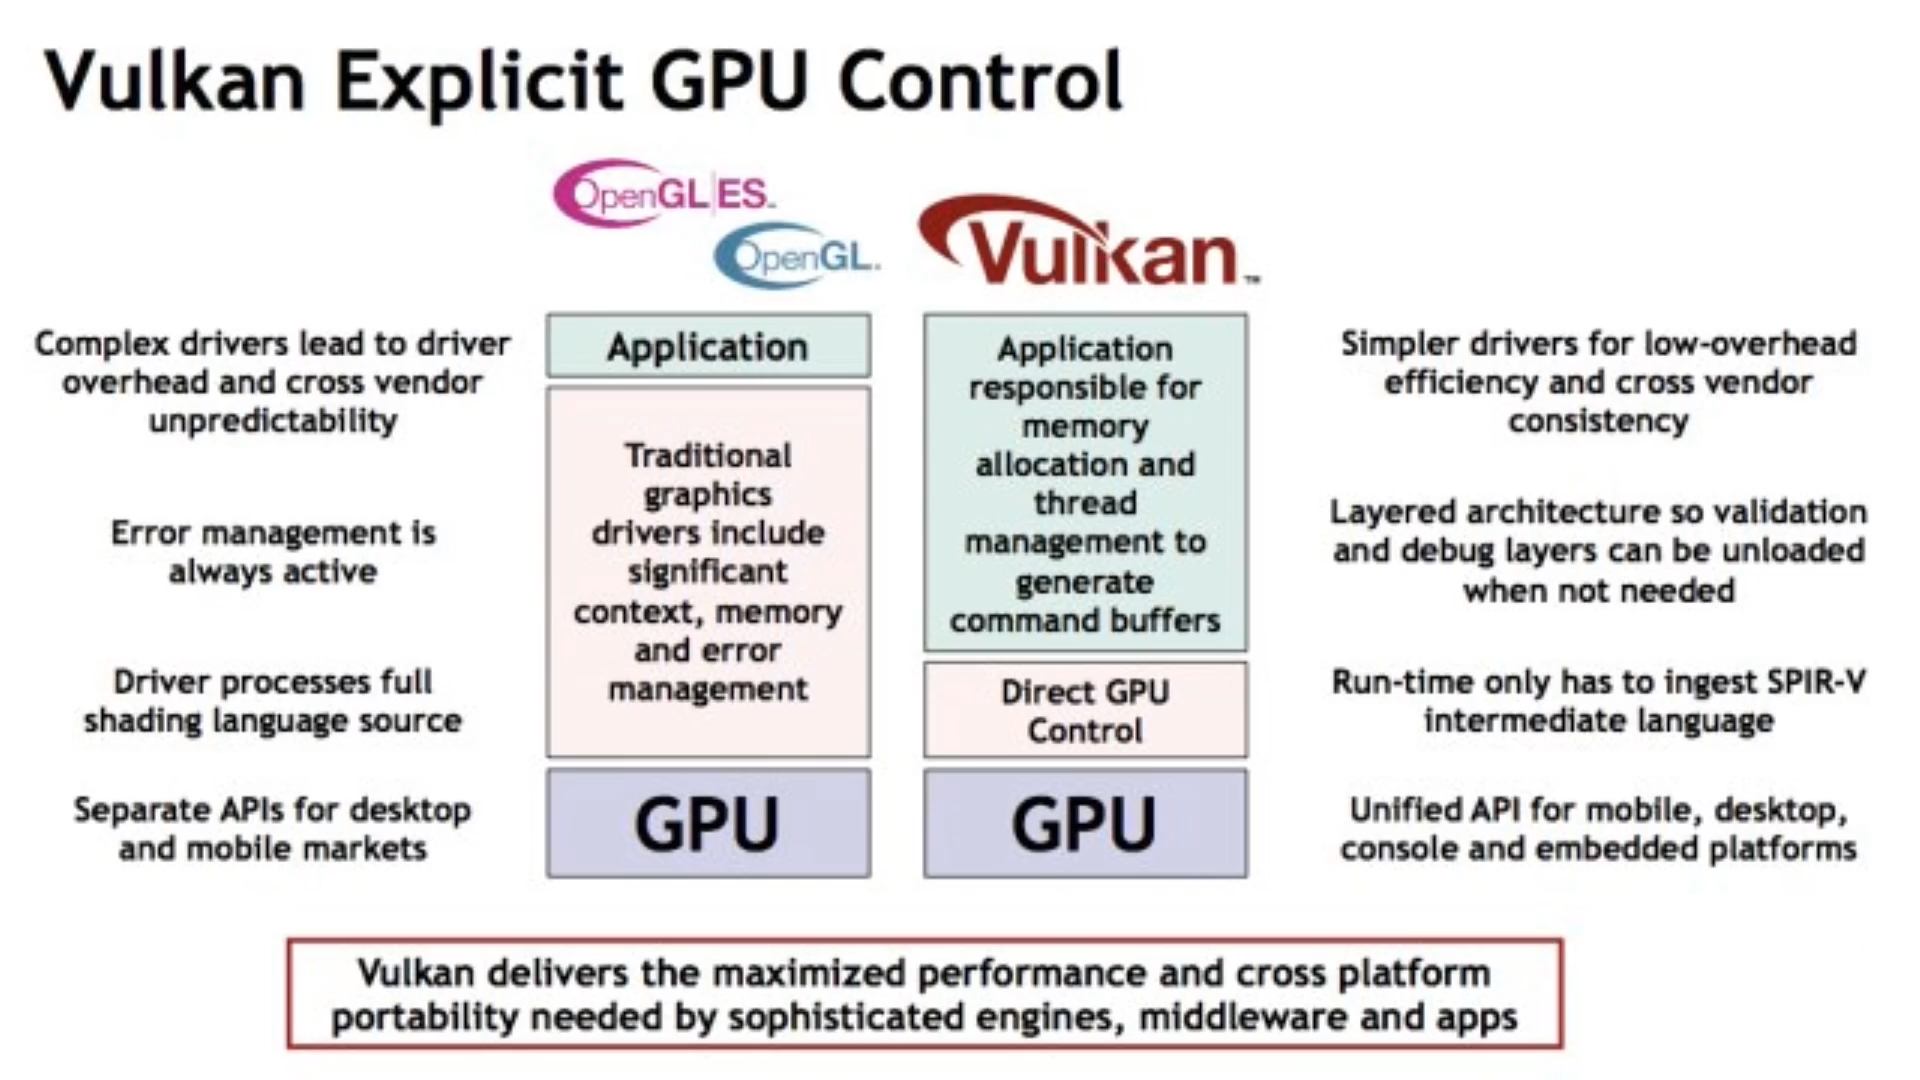 Vulkan Explicit GPU Control
OpenGL|ES.
OpenGL.
Vulkan™
Complex drivers lead to driver
overhead and cross vendor
unpredictability
Error management is
always active
Driver processes full
shading language source
Separate APIs for desktop
and mobile markets
Application
Traditional
graphics
drivers include
significant
context, memory
and error
management
GPU
Application
responsible for
memory
allocation and
thread
management to
generate
command buffers
Direct GPU
Control
GPU
Simpler drivers for low-overhead
efficiency and cross vendor
consistency
Layered architecture so validation
and debug layers can be unloaded
when not needed
Run-time only has to ingest SPIR-V
intermediate language
Unified API for mobile, desktop,
console and embedded platforms
Vulkan delivers the maximized performance and cross platform
portability needed by sophisticated engines, middleware and apps